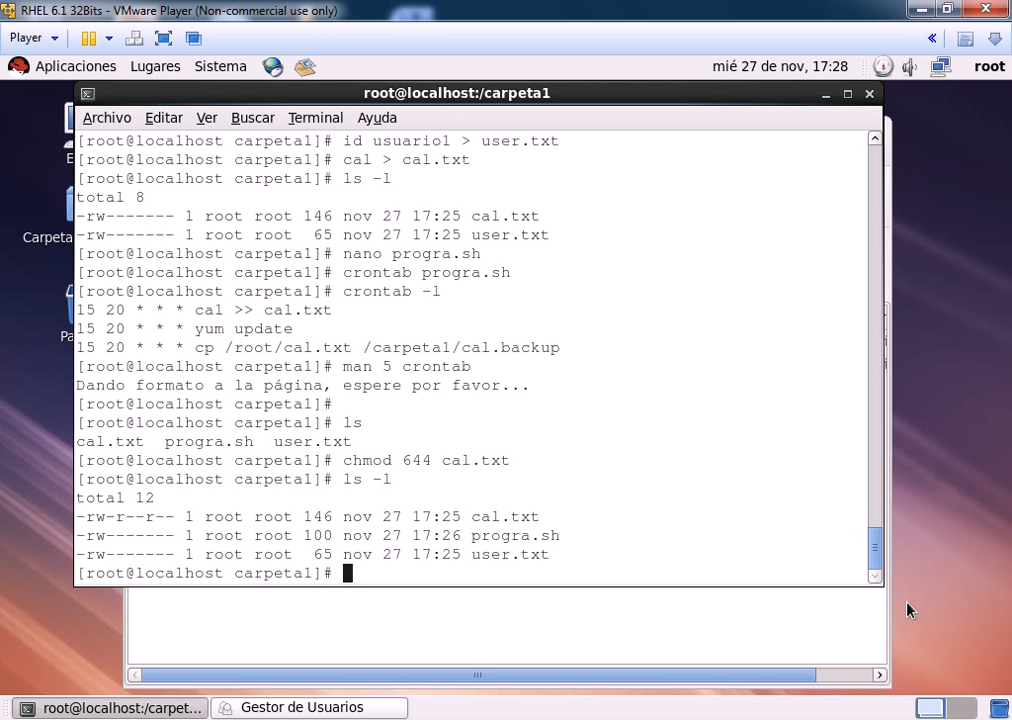 RHEL 6.1 32Bits - VMware Player (Non-commercial use only)
Player
Aplicaciones Lugares Sistema mié 27 de nov, 17:28 root
root@localhost:/carpeta1
Archivo Editar Ver Buscar Terminal Ayuda
[root@localhost carpeta1]# id usuario1 > user.txt
[root@localhost carpeta1]# cal > cal.txt
[root@localhost carpeta1]# ls -l
total 8
-rw------- 1 root root 146 nov 27 17:25 cal.txt
-rw------- 1 root root  65 nov 27 17:25 user.txt
[root@localhost carpeta1]# nano progra.sh
[root@localhost carpeta1]# crontab progra.sh
[root@localhost carpeta1]# crontab -l
15 20 * * * cal >> cal.txt
15 20 * * * yum update
15 20 * * * cp /root/cal.txt /carpeta1/cal.backup
[root@localhost carpeta1]# man 5 crontab
Dando formato a la página, espere por favor...
[root@localhost carpeta1]#
[root@localhost carpeta1]# ls
cal.txt  progra.sh  user.txt
[root@localhost carpeta1]# chmod 644 cal.txt
[root@localhost carpeta1]# ls -l
total 12
-rw-r--r-- 1 root root 146 nov 27 17:25 cal.txt
-rw------- 1 root root 100 nov 27 17:26 progra.sh
-rw------- 1 root root  65 nov 27 17:25 user.txt
[root@localhost carpeta1]#
Carpeta
root@localhost:/carpet... Gestor de Usuarios